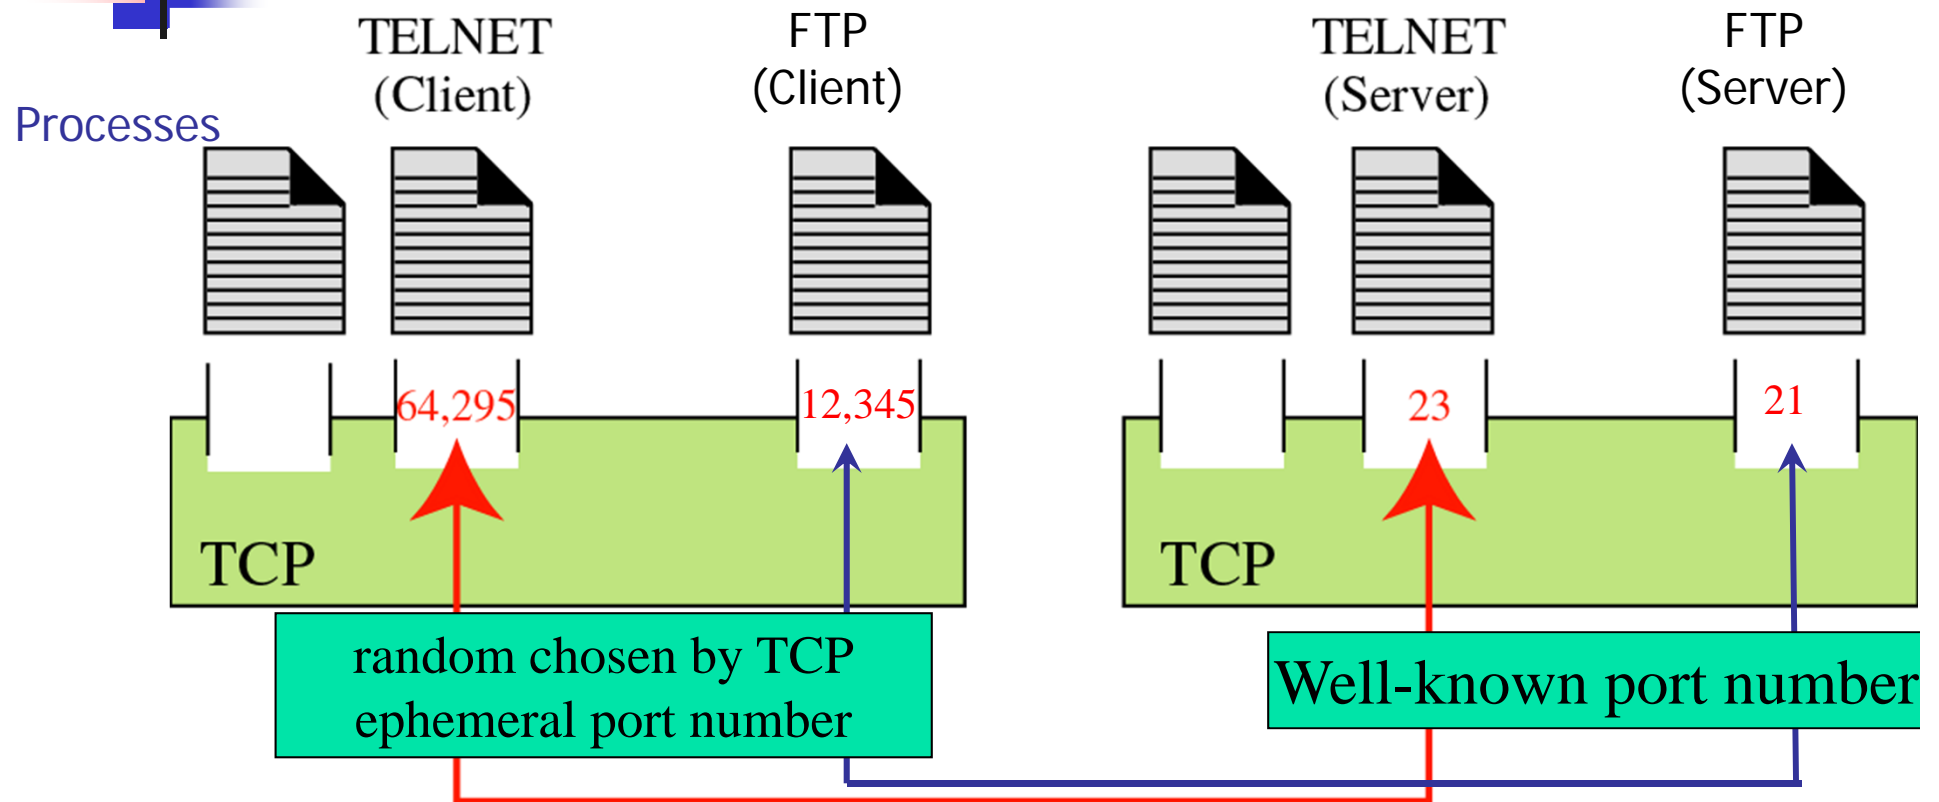 TELNET
(Client)
FTP
(Client)
TELNET
(Server)
FTP
(Server)
Processes
64,295
12,345
23
21
TCP
TCP
random chosen by TCP
ephemeral port number
Well-known port number